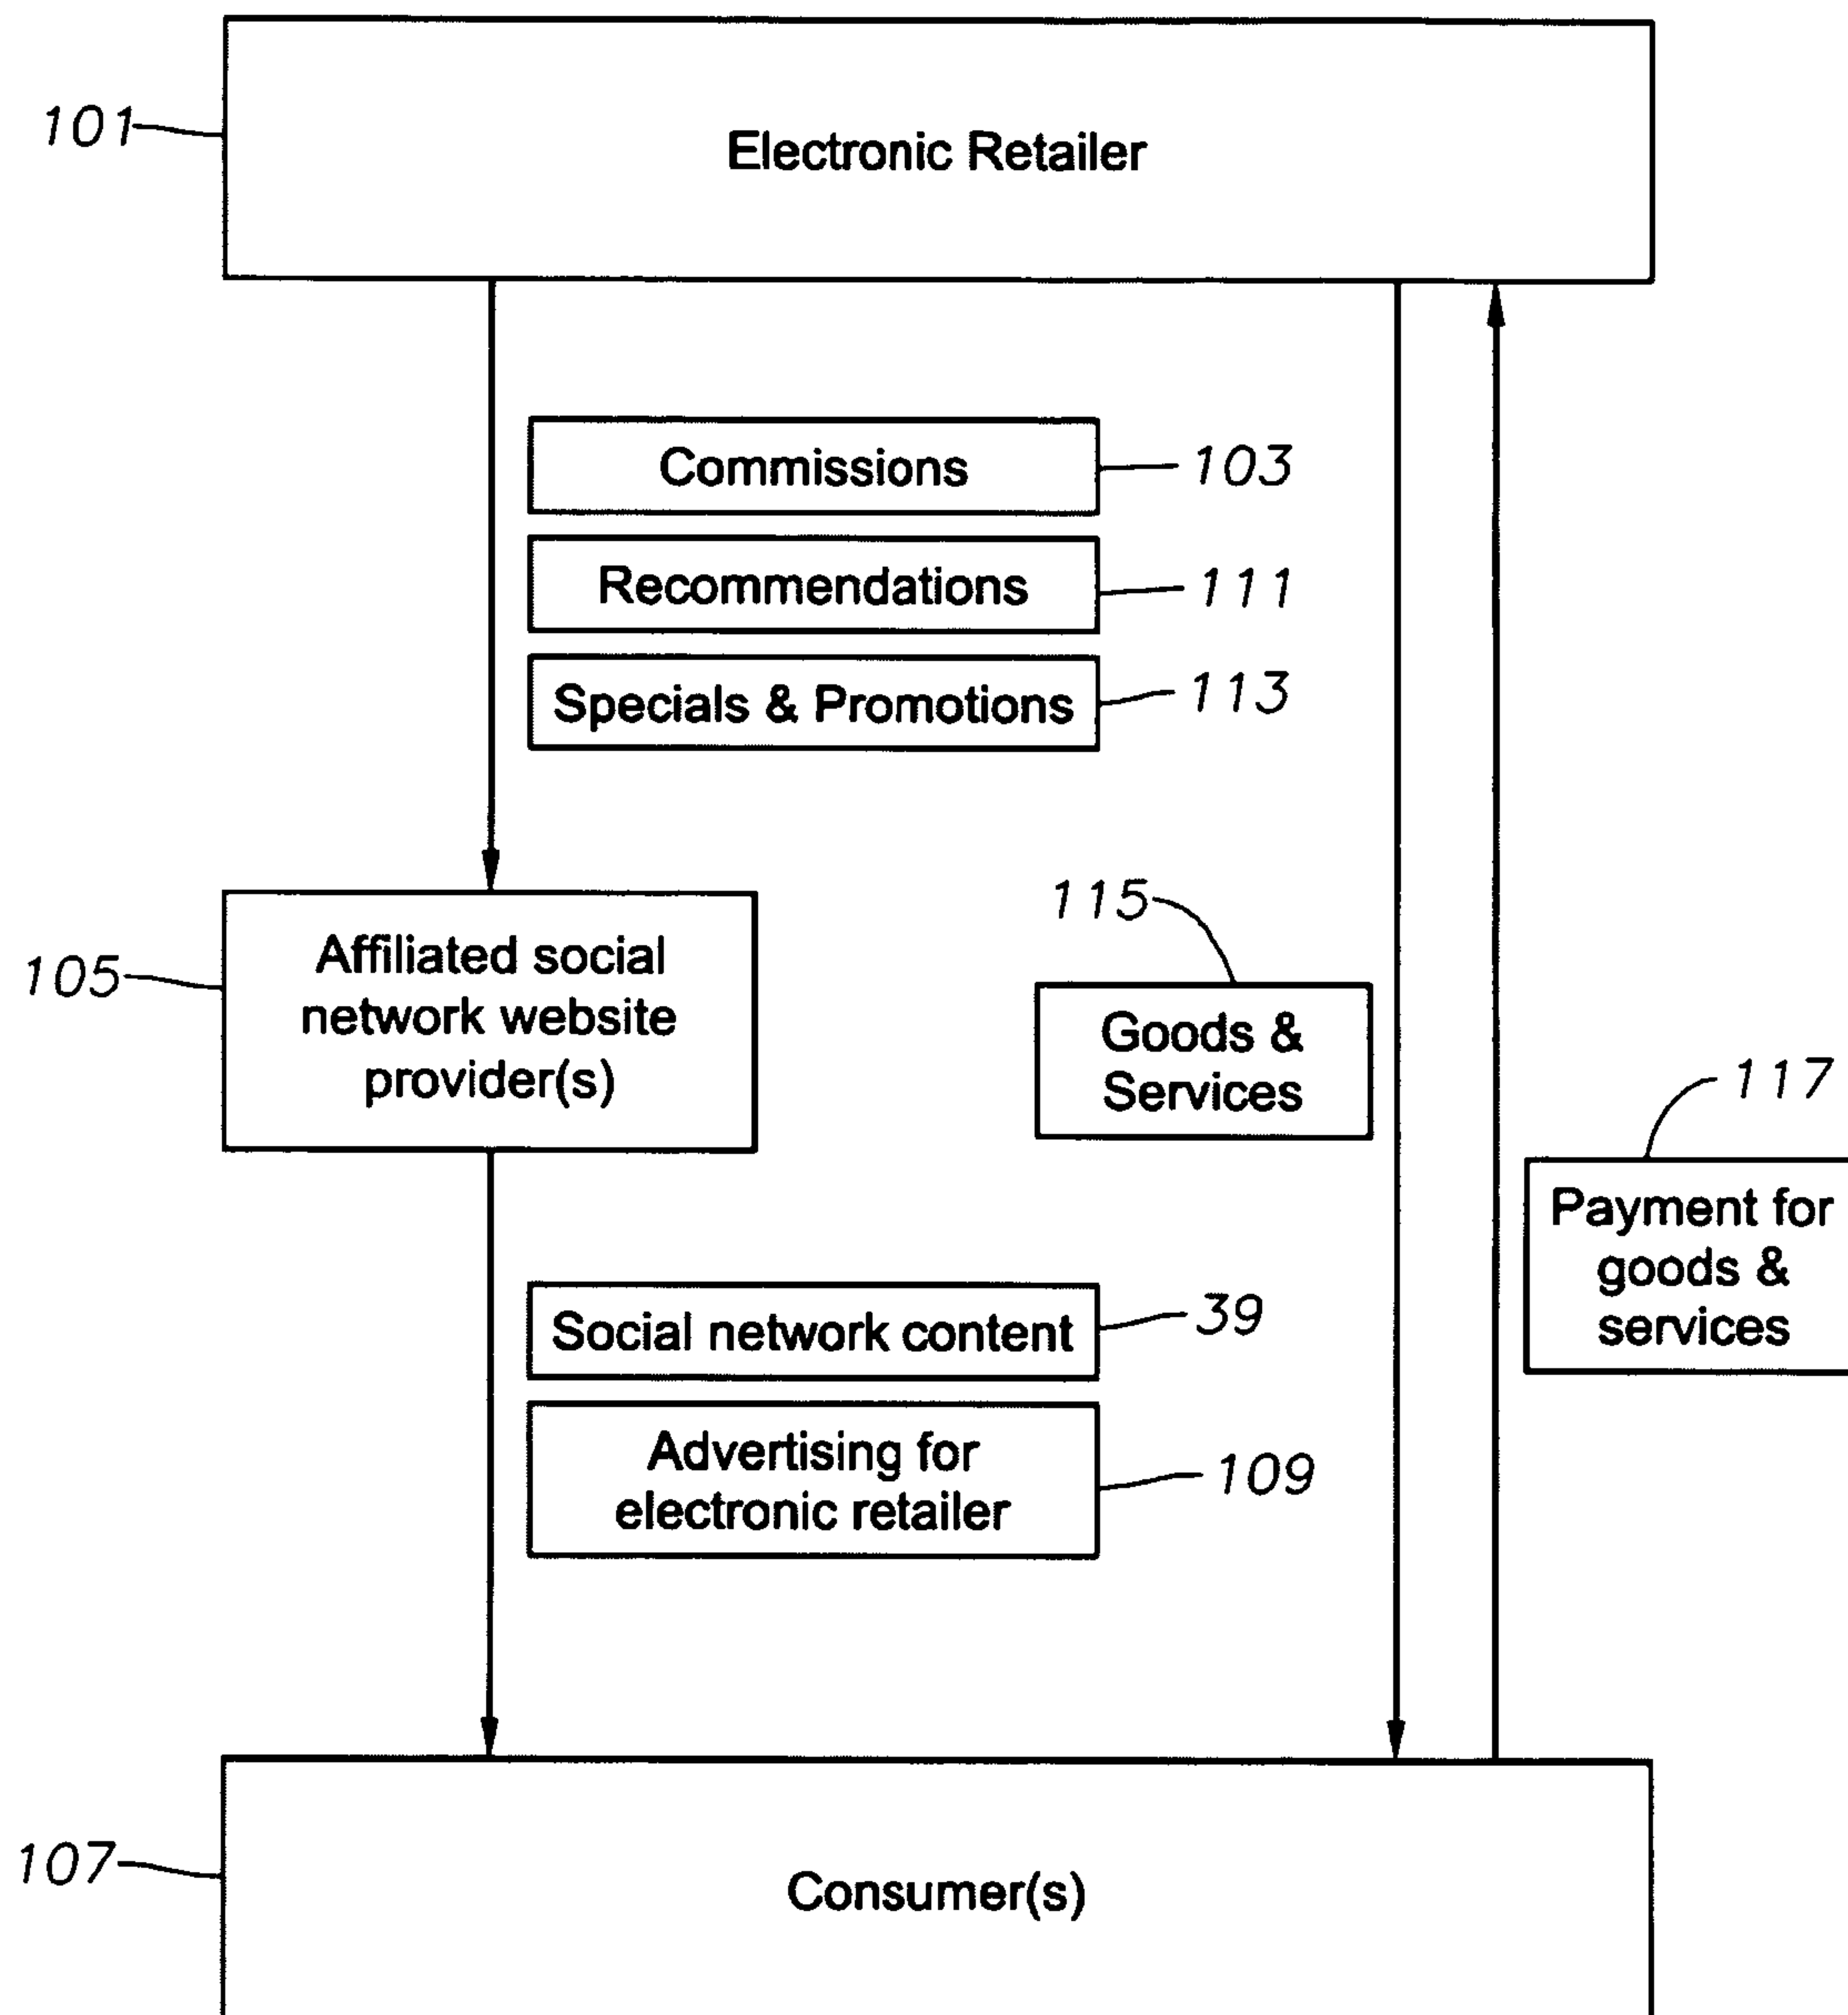 101
Electronic Retailer
Commissions
103
Recommendations
111
Specials & Promotions
113
105
Affiliated social
network website
provider(s)
115
Goods &
Services
117
Payment for
goods &
services
Social network content
39
Advertising for
electronic retailer
109
107
Consumer(s)